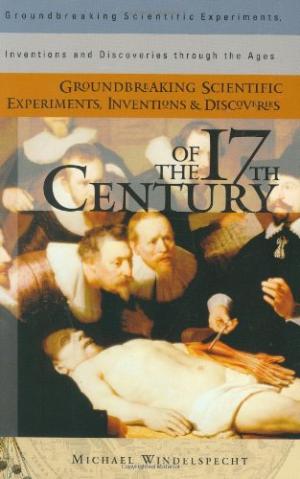 Groundbreaking Scientific Experiments,
Inventions and Discoveries through the Ages
GROUNDBREAKING SCIENTIFIC
EXPERIMENTS, INVENTIONS & DISCOVERIES
OF THE 17TH
CENTURY
MICHAEL WINDELSPECHT